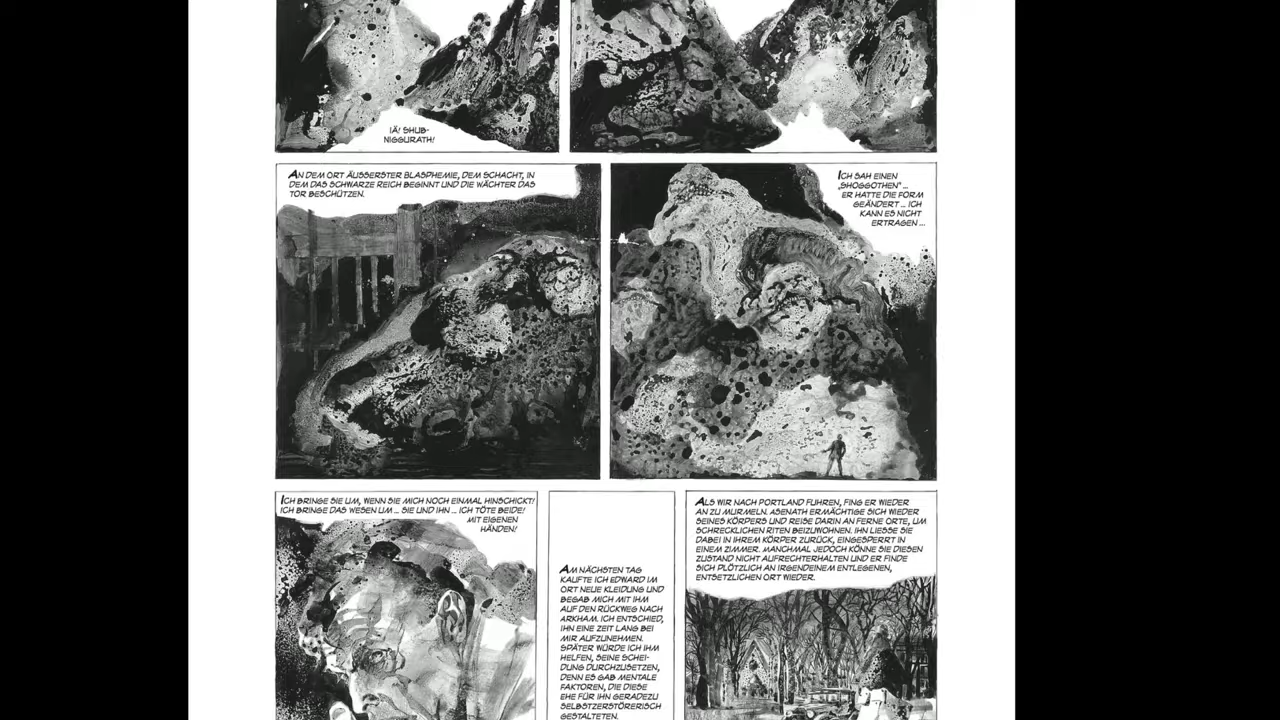 IÄ! SHUB-
NIGGURATH!
AN DEM ORT ÄUSSERSTER BLASPHEMIE, DEM SCHACHT, IN
DEM DAS SCHWARZE REICH BEGINNT UND DIE WÄCHTER DAS
TOR BESCHÜTZEN.
ICH SAH EINEN
„SHOGGOTHEN“ ...
ER HATTE DIE FORM
GEÄNDERT ... ICH
KANN ES NICHT
ERTRAGEN ...
ICH BRINGE SIE UM, WENN SIE MICH NOCH EINMAL HINSCHICKT!
ICH BRINGE DAS WESEN UM ... SIE UND IHN ... ICH TÖTE BEIDE!
MIT EIGENEN
HÄNDEN!
AM NÄCHSTEN TAG
KAUFTE ICH EDWARD IM
ORT NEUE KLEIDUNG UND
BEGAB MICH MIT IHM
AUF DEN RÜCKWEG NACH
ARKHAM. ICH ENTSCHIED,
IHN EINE ZEIT LANG BEI
MIR AUFZUNEHMEN.
SPÄTER WÜRDE ICH IHM
HELFEN, SEINE SCHEI-
DUNG DURCHZUSETZEN,
DENN ES GAB MENTALE
FAKTOREN, DIE DIESE
EHE FÜR IHN GERADEZU
SELBSTZERSTÖRERISCH
GESTALTETEN.
ALS WIR NACH PORTLAND FUHREN, FING ER WIEDER
AN ZU MURMELN. ASENATH ERMÄCHTIGE SICH WIEDER
SEINES KÖRPERS UND REISE DARIN AN FERNE ORTE, UM
SCHRECKLICHEN RITEN BEIZUWOHNEN. IHN LIESSE SIE
DABEI IN IHREM KÖRPER ZURÜCK, EINGESPERRT IN
EINEM ZIMMER. MANCHMAL JEDOCH KÖNNE SIE DIESEN
ZUSTAND NICHT AUFRECHTERHALTEN UND ER FINDE
SICH PLÖTZLICH AN IRGENDEINEM ENTLEGENEN,
ENTSETZLICHEN ORT WIEDER.